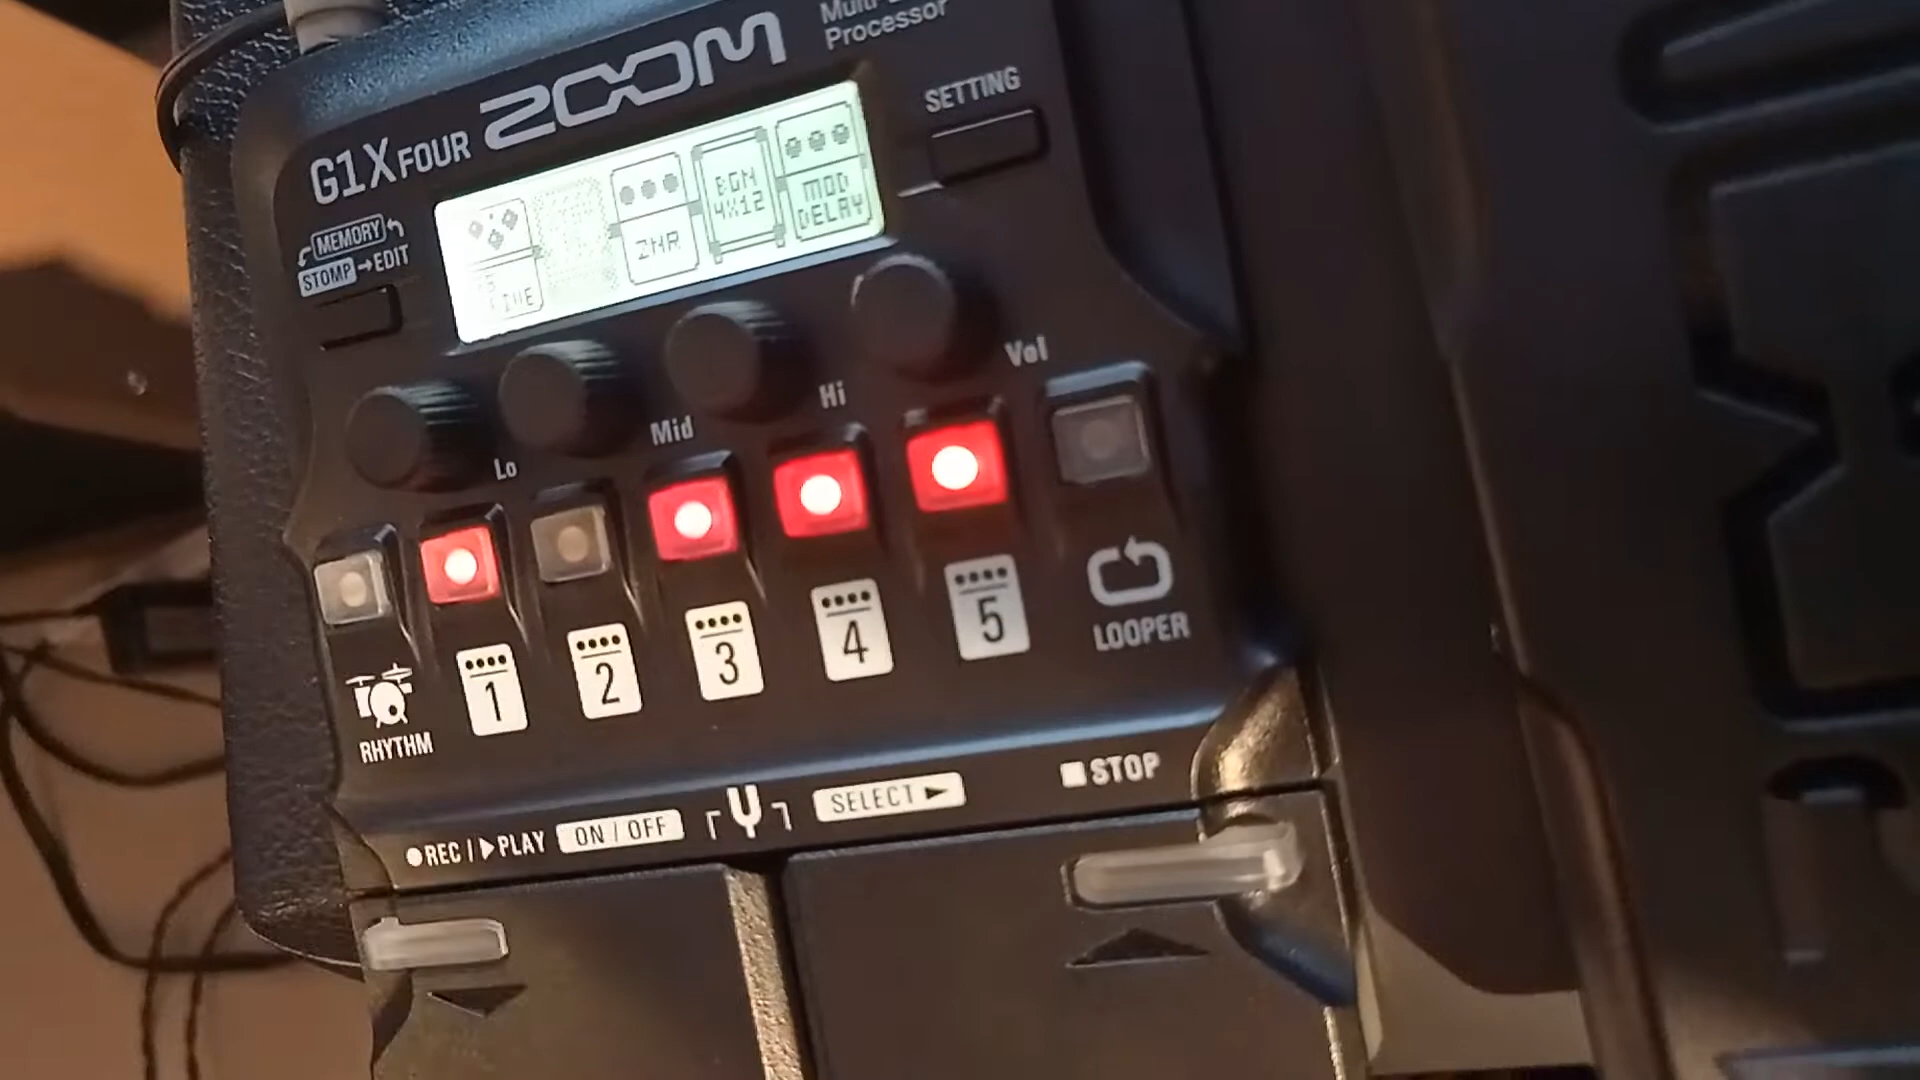 Processor
ZOOM
G1X FOUR
SETTING
MEMORY
STOMP → EDIT
ZNR
BGN
4X12
MOD
DELAY
Lo
Mid
Hi
Vol
RHYTHM
1
2
3
4
5
LOOPER
●REC / ▶PLAY
ON / OFF
SELECT ▶
■STOP